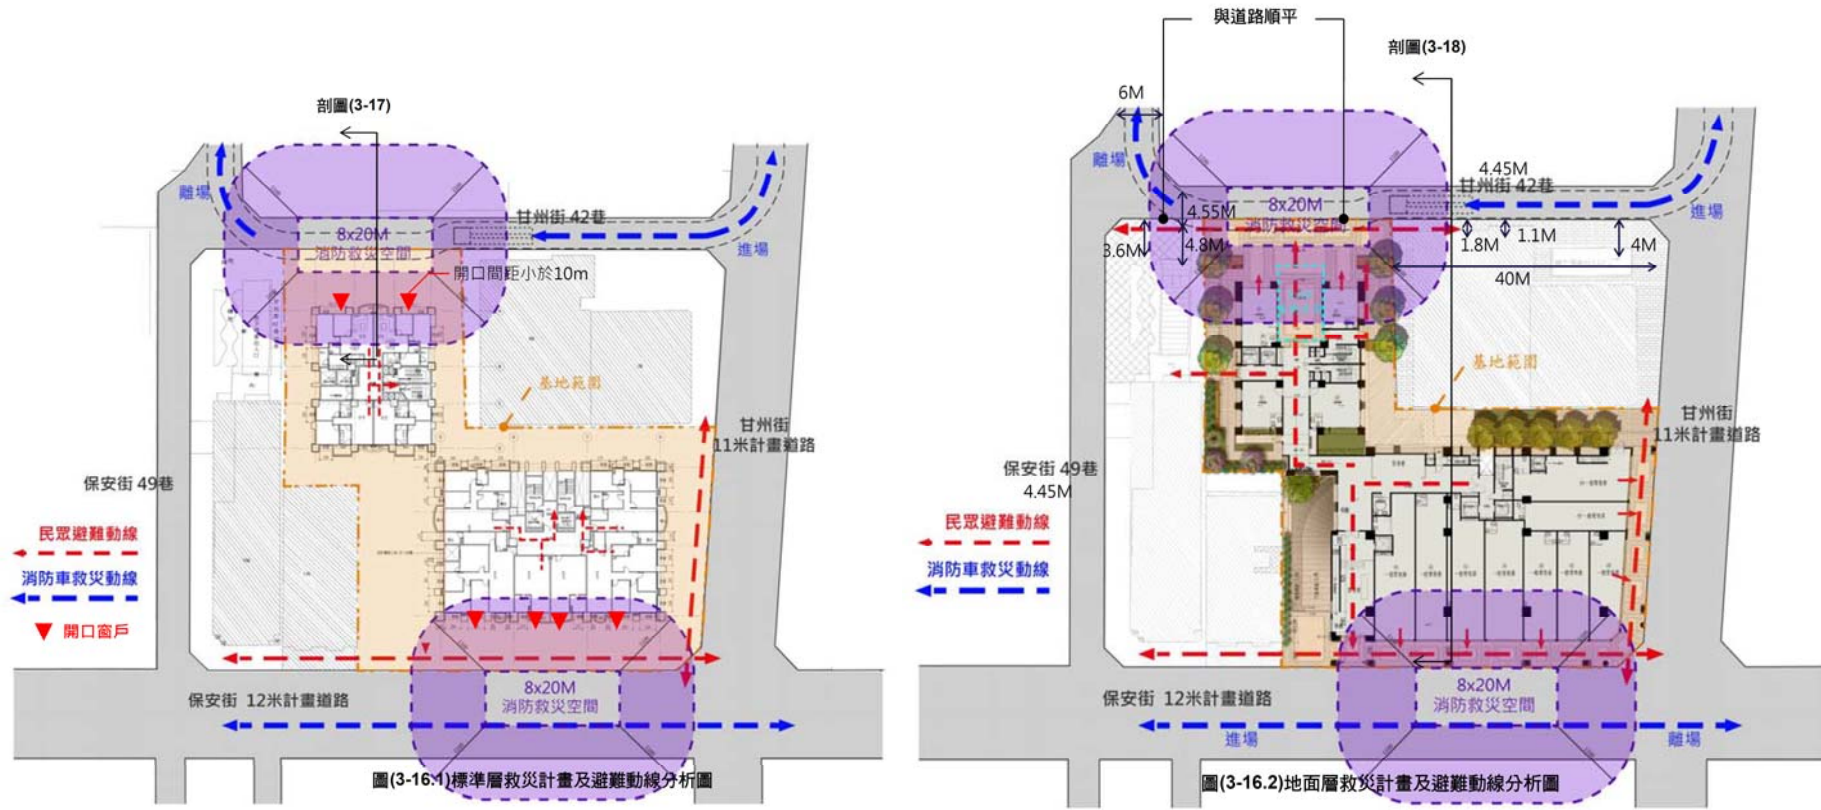 剖圖(3-17)
離場
甘州街 42巷
進場
8x20M
消防救災空間
開口間距小於10m
基地範圍
甘州街
11米計畫道路
保安街 49巷
民眾避難動線
消防車救災動線
開口窗戶
保安街 12米計畫道路
8x20M
消防救災空間
圖(3-16.1)標準層救災計畫及避難動線分析圖
與道路順平
剖圖(3-18)
6M
離場
4.45M
甘州街 42巷
進場
8x20M
消防救災空間
4.55M
3.6M
4.8M
1.8M
1.1M
4M
40M
基地範圍
甘州街
11米計畫道路
保安街 49巷
4.45M
民眾避難動線
消防車救災動線
保安街 12米計畫道路
8x20M
消防救災空間
進場
離場
圖(3-16.2)地面層救災計畫及避難動線分析圖